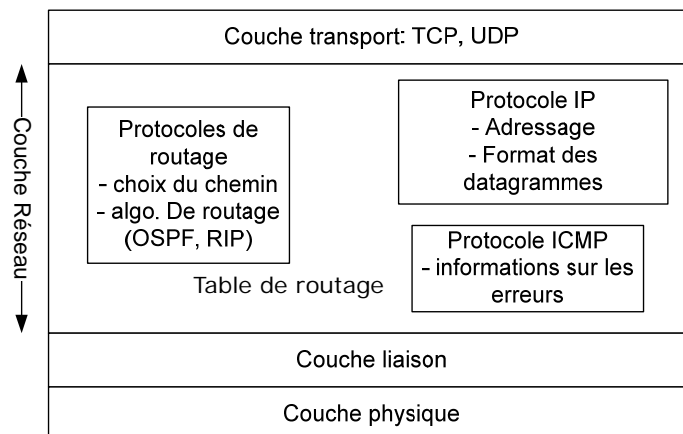 Couche transport: TCP, UDP
Couche Réseau
Protocoles de
routage
- choix du chemin
- algo. De routage
(OSPF, RIP)
Protocole IP
- Adressage
- Format des
datagrammes
Protocole ICMP
- informations sur les
erreurs
Table de routage
Couche liaison
Couche physique